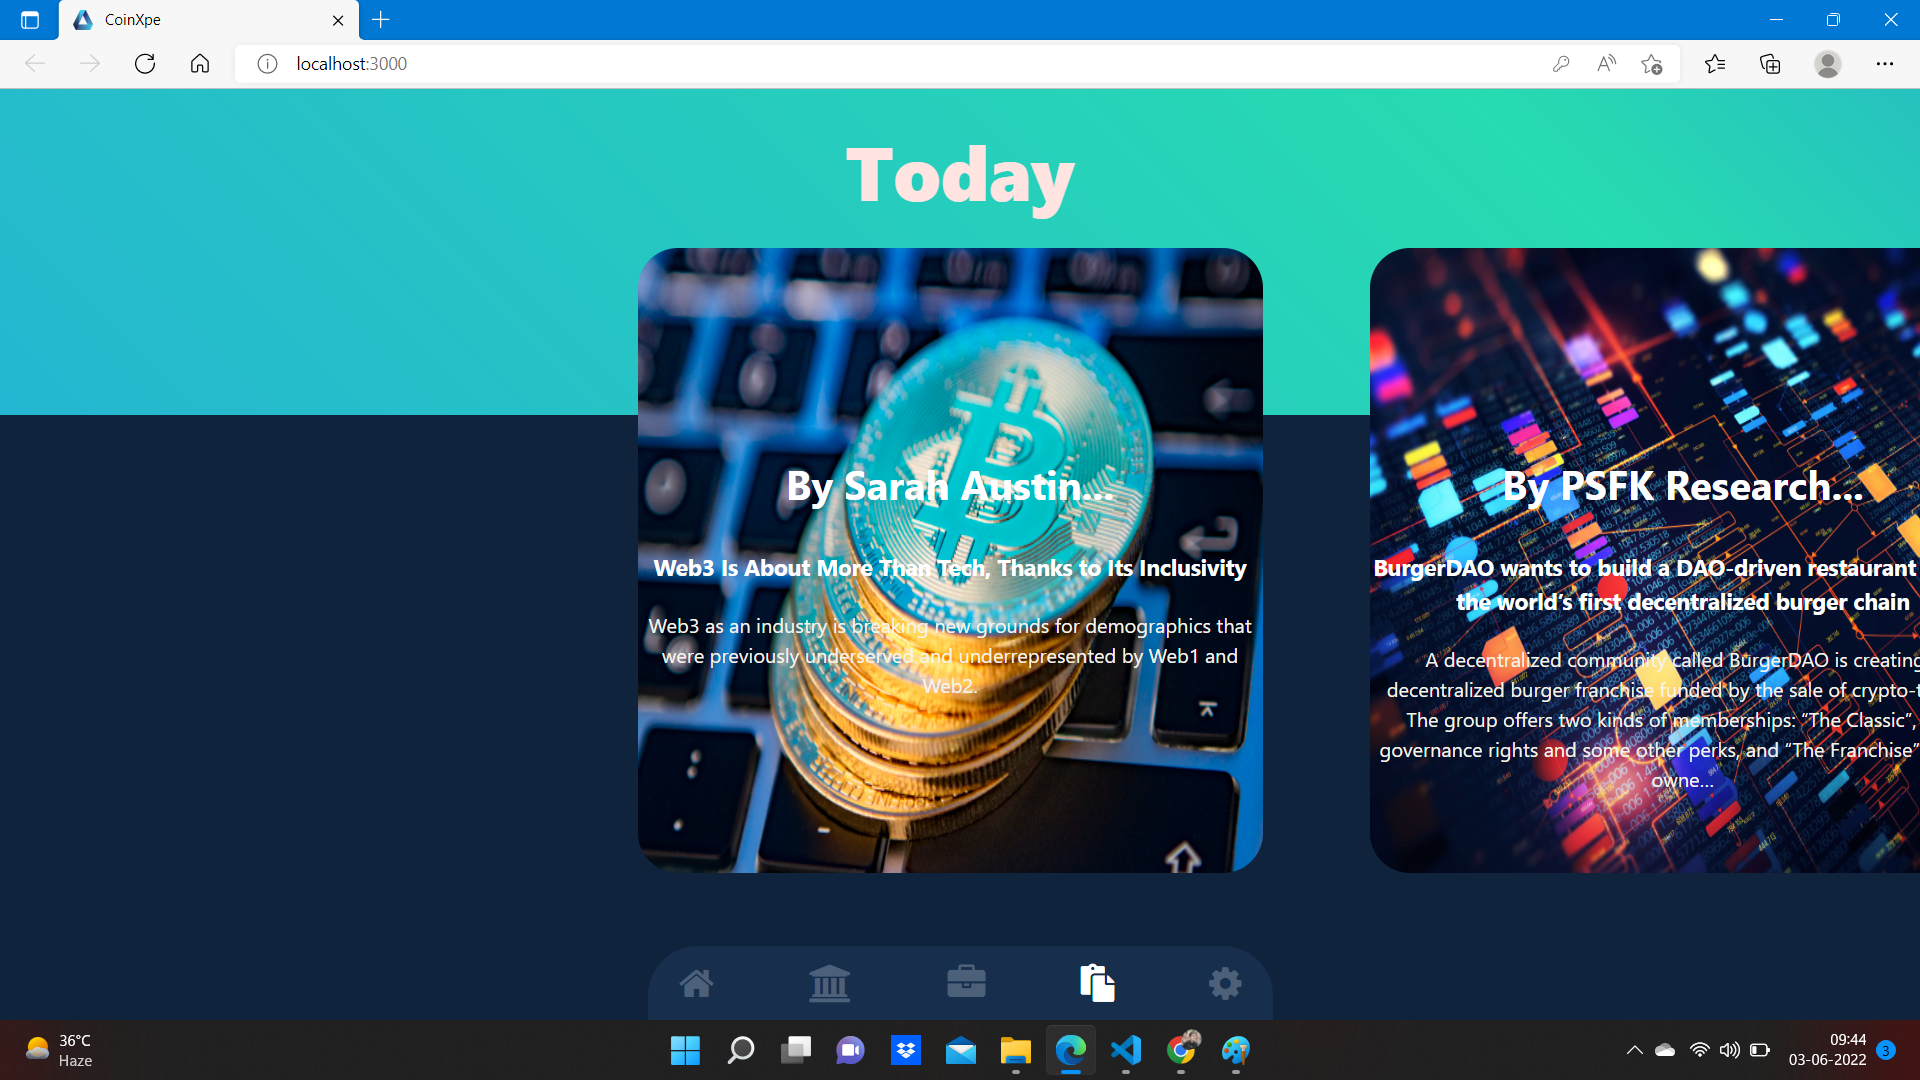 CoinXpe
localhost:3000
Today
By Sarah Austin...
Web3 Is About More Than Tech, Thanks to Its Inclusivity
Web3 as an industry is breaking new grounds for demographics that
were previously underserved and underrepresented by Web1 and
Web2.
By PSFK Research...
BurgerDAO wants to build a DAO-driven restaurant
the world’s first decentralized burger chain
A decentralized community called BurgerDAO is creating
decentralized burger franchise funded by the sale of crypto-t
The group offers two kinds of memberships: “The Classic”,
governance rights and some other perks, and “The Franchise”
owne...
36°C
Haze
09:44
03-06-2022
3